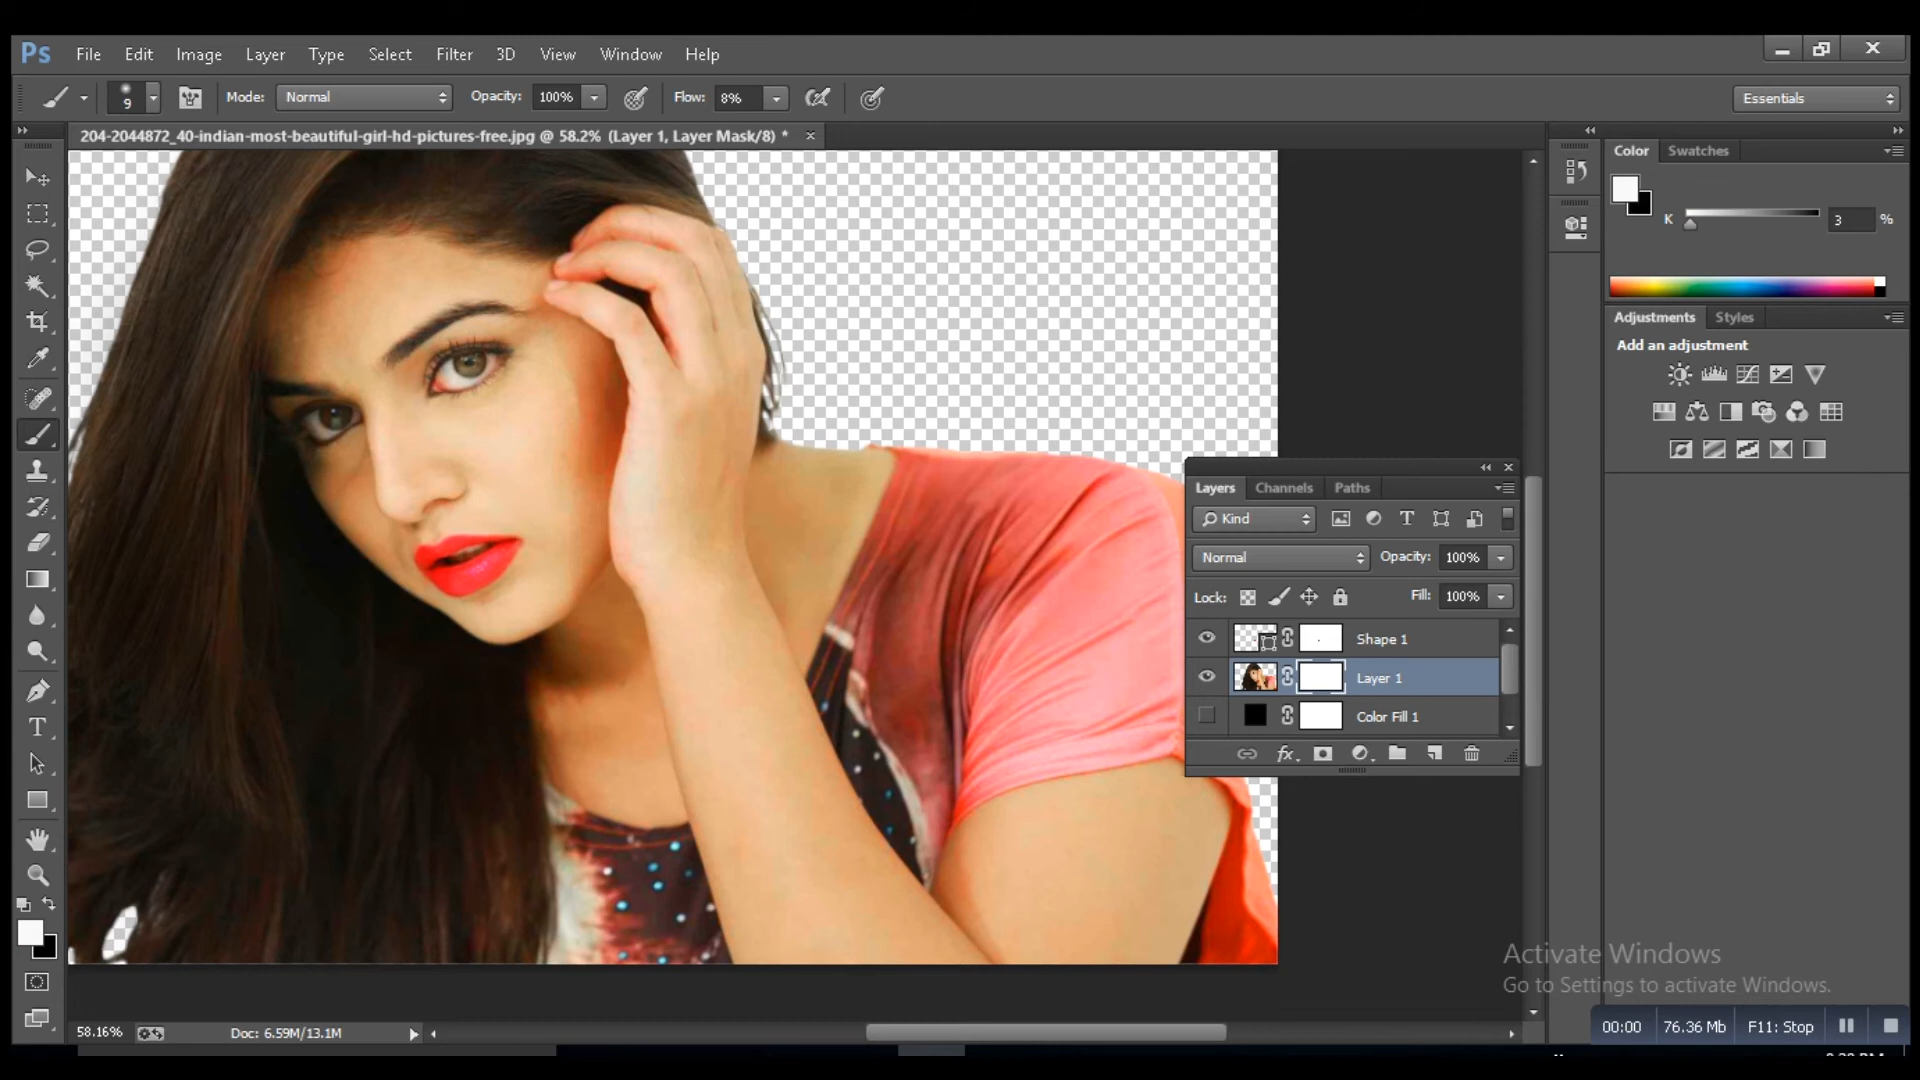 Ps File Edit Image Layer Type Select Filter 3D View Window Help
9 Mode: Normal Opacity: 100% Flow: 8% Essentials
204-2044872_40-indian-most-beautiful-girl-hd-pictures-free.jpg @ 58.2% (Layer 1, Layer Mask/8) *
Color Swatches
K 3 %
Adjustments Styles
Add an adjustment
Layers Channels Paths
Kind
Normal Opacity: 100%
Lock: Fill: 100%
Shape 1
Layer 1
Color Fill 1
fx
Activate Windows
Go to Settings to activate Windows.
58.16% Doc: 6.59M/13.1M
00:00 76.36 Mb F11: Stop